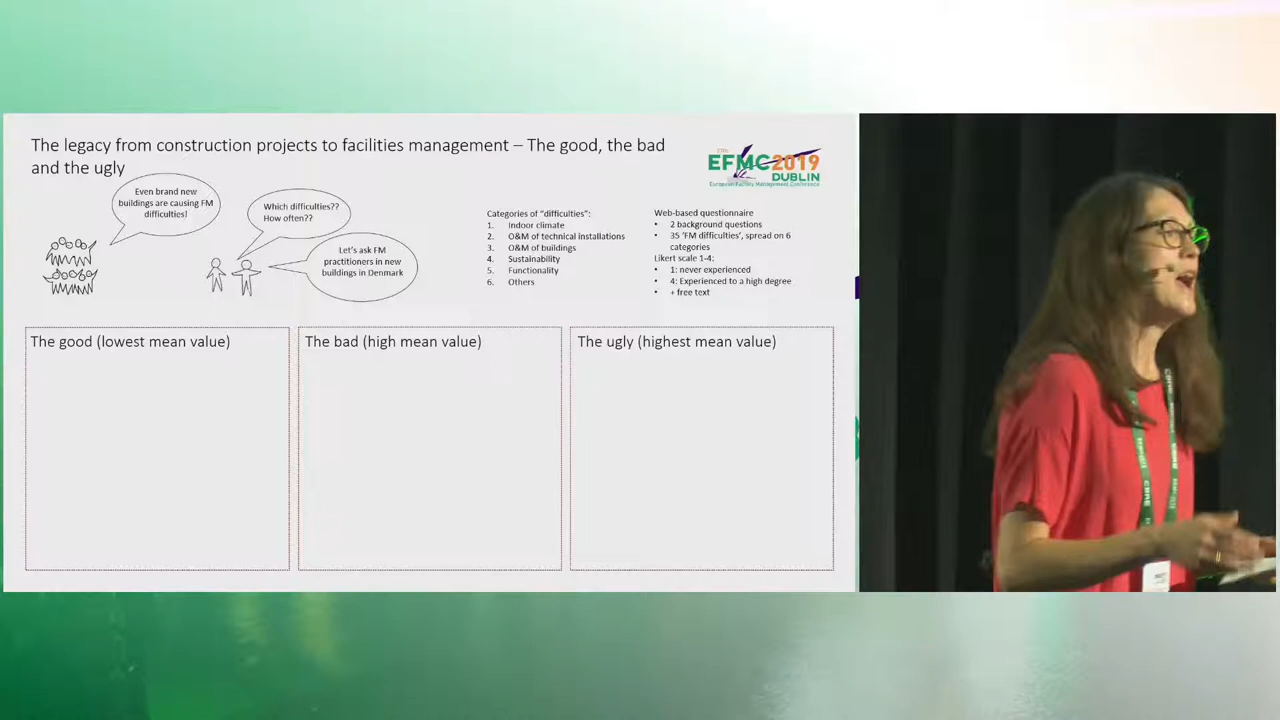 The legacy from construction projects to facilities management – The good, the bad
and the ugly
EFMC2019
DUBLIN
European Facility Management Conference
Even brand new
buildings are causing FM
difficulties!
Which difficulties??
How often??
Let's ask FM
practitioners in new
buildings in Denmark
Categories of "difficulties":
1. Indoor climate
2. O&M of technical installations
3. O&M of buildings
4. Sustainability
5. Functionality
6. Others
Web-based questionnaire
• 2 background questions
• 35 'FM difficulties', spread on 6
categories
Likert scale 1-4:
• 1: never experienced
• 4: Experienced to a high degree
• + free text
The good (lowest mean value)
The bad (high mean value)
The ugly (highest mean value)
CBRE